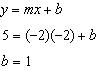 y = mx + b
5 = (−2)(−2) + b
b = 1